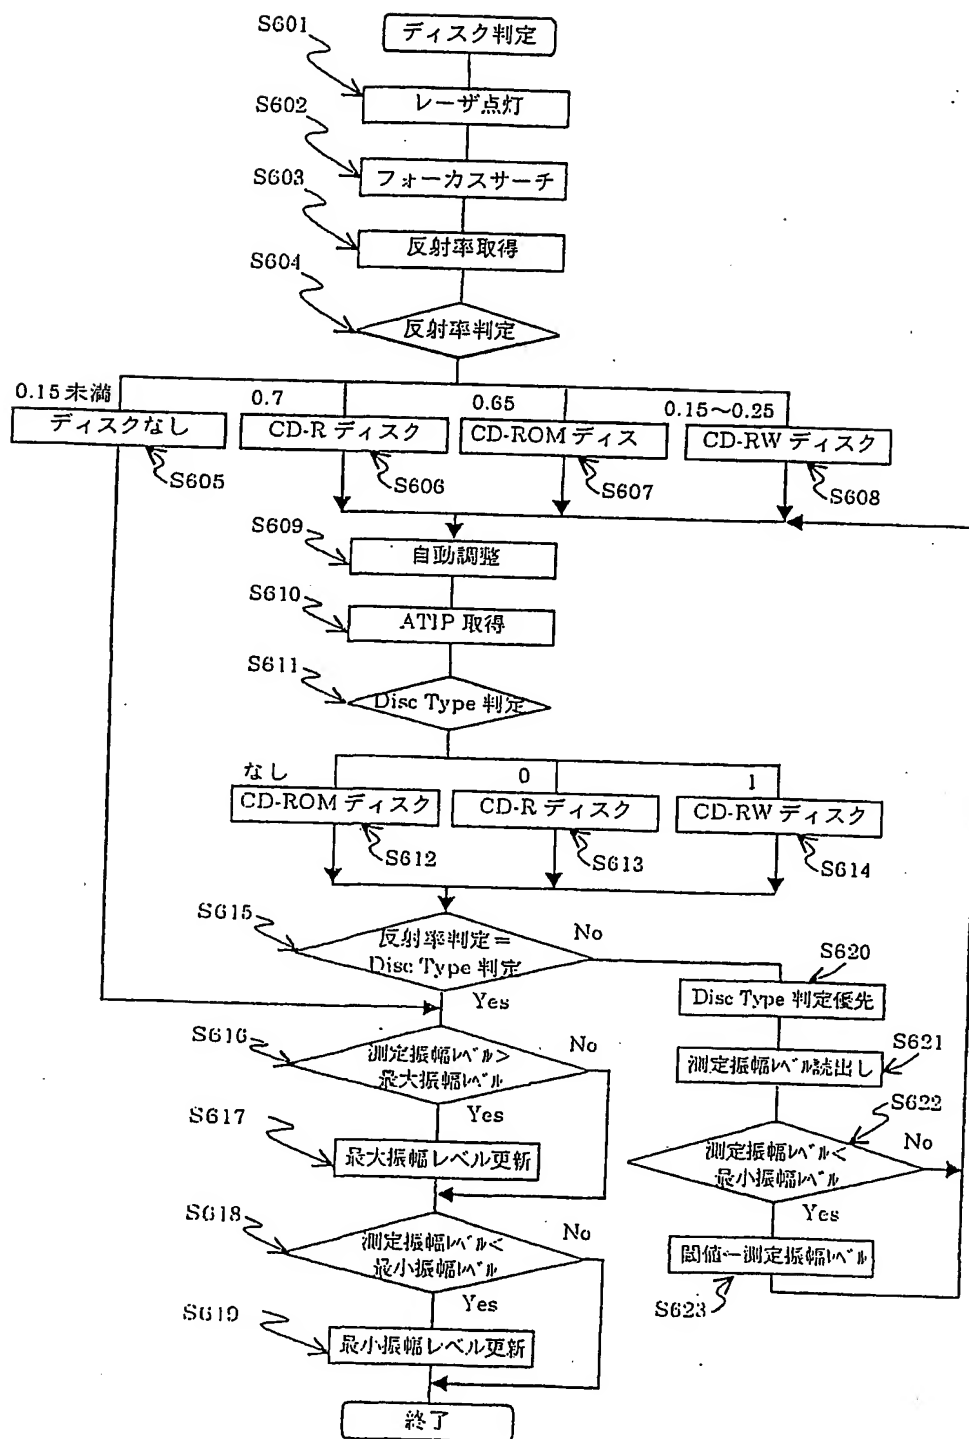 ディスク判定
S601
レーザ点灯
S602
フォーカスサーチ
S603
反射率取得
S604
反射率判定
0.15未満
0.7
0.65
0.15～0.25
ディスクなし
CD-R ディスク
CD-ROM ディス
CD-RW ディスク
S605
S606
S607
S608
S609
自動調整
S610
ATIP 取得
S611
Disc Type 判定
なし
0
1
CD-ROM ディスク
CD-R ディスク
CD-RW ディスク
S612
S613
S614
S615
反射率判定＝
Disc Type 判定
No
Yes
S620
Disc Type 判定優先
S616
測定振幅レベル＞
最大振幅レベル
No
Yes
測定振幅レベル読出し
S621
S617
最大振幅レベル更新
S622
測定振幅レベル＜
最小振幅レベル
No
Yes
S618
測定振幅レベル＜
最小振幅レベル
No
Yes
閾値←測定振幅レベル
S623
S619
最小振幅レベル更新
終了